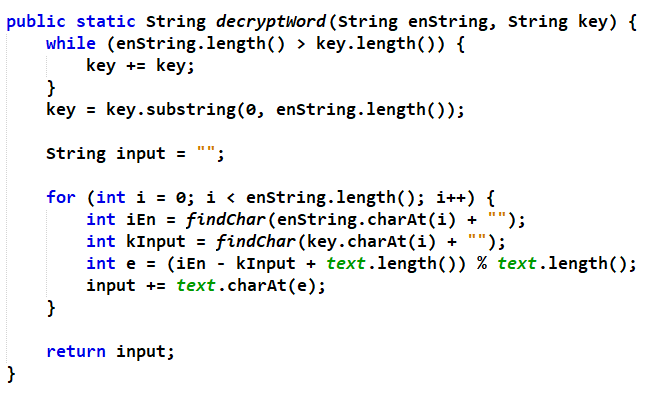 public static String decryptWord(String enString, String key) {
    while (enString.length() > key.length()) {
        key += key;
    }
    key = key.substring(0, enString.length());

    String input = "";

    for (int i = 0; i < enString.length(); i++) {
        int iEn = findChar(enString.charAt(i) + "");
        int kInput = findChar(key.charAt(i) + "");
        int e = (iEn - kInput + text.length()) % text.length();
        input += text.charAt(e);
    }

    return input;
}